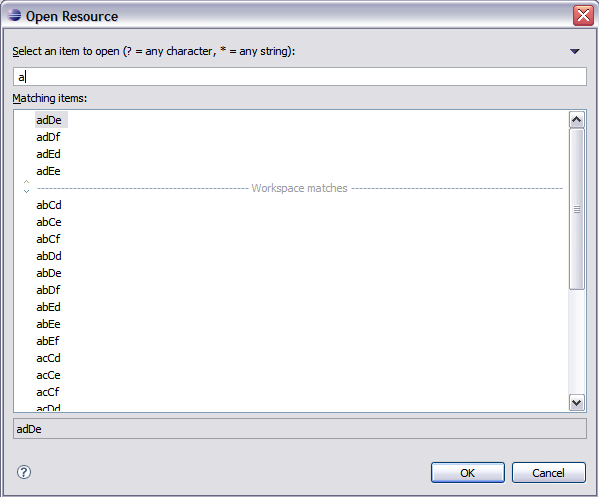 Open Resource
Select an item to open (? = any character, * = any string):
a
Matching items:
adDe
adDf
adEd
adEe
Workspace matches
abCd
abCe
abCf
abDd
abDe
abDf
abEd
abEe
abEf
acCd
acCe
acCf
acDd
adDe
?
OK
Cancel